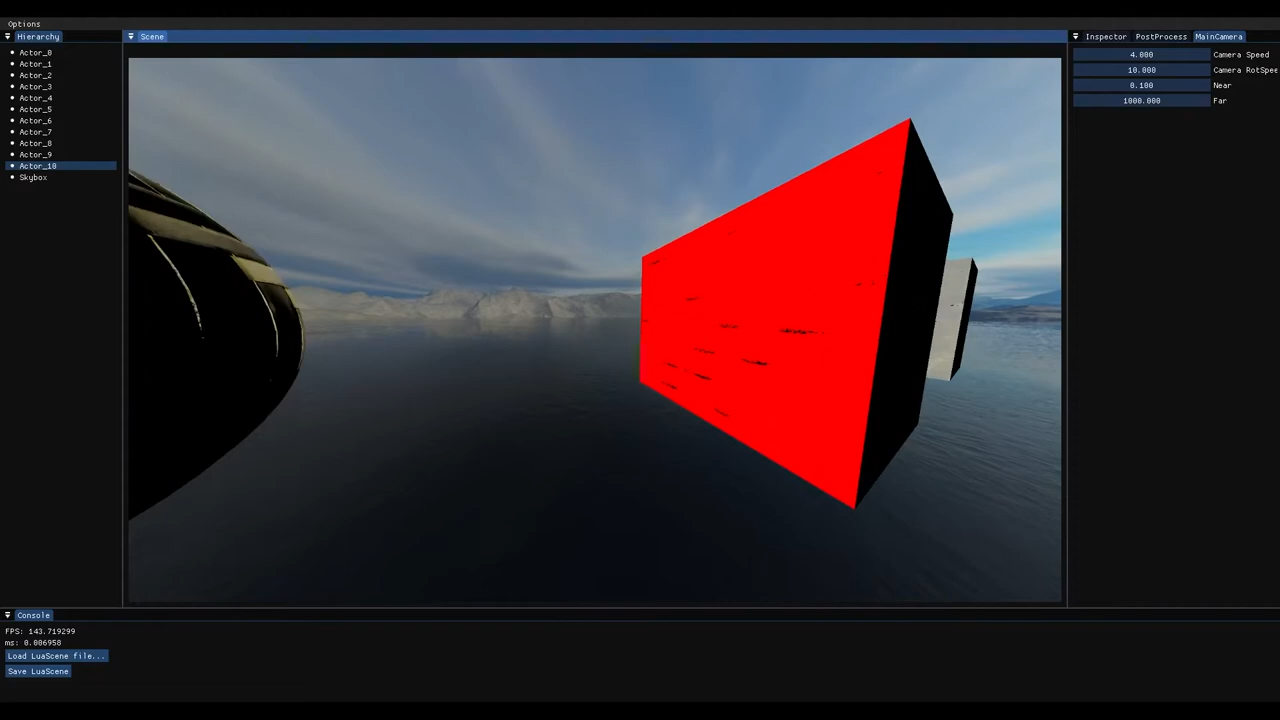 Options
Hierarchy
Actor_0
Actor_1
Actor_2
Actor_3
Actor_4
Actor_5
Actor_6
Actor_7
Actor_8
Actor_9
Actor_10
Skybox
Scene
Inspector PostProcess MainCamera
4.000 Camera Speed
10.000 Camera RotSpee
0.100 Near
1000.000 Far
Console
FPS: 143.719299
ms: 0.006958
Load LuaScene file...
Save LuaScene